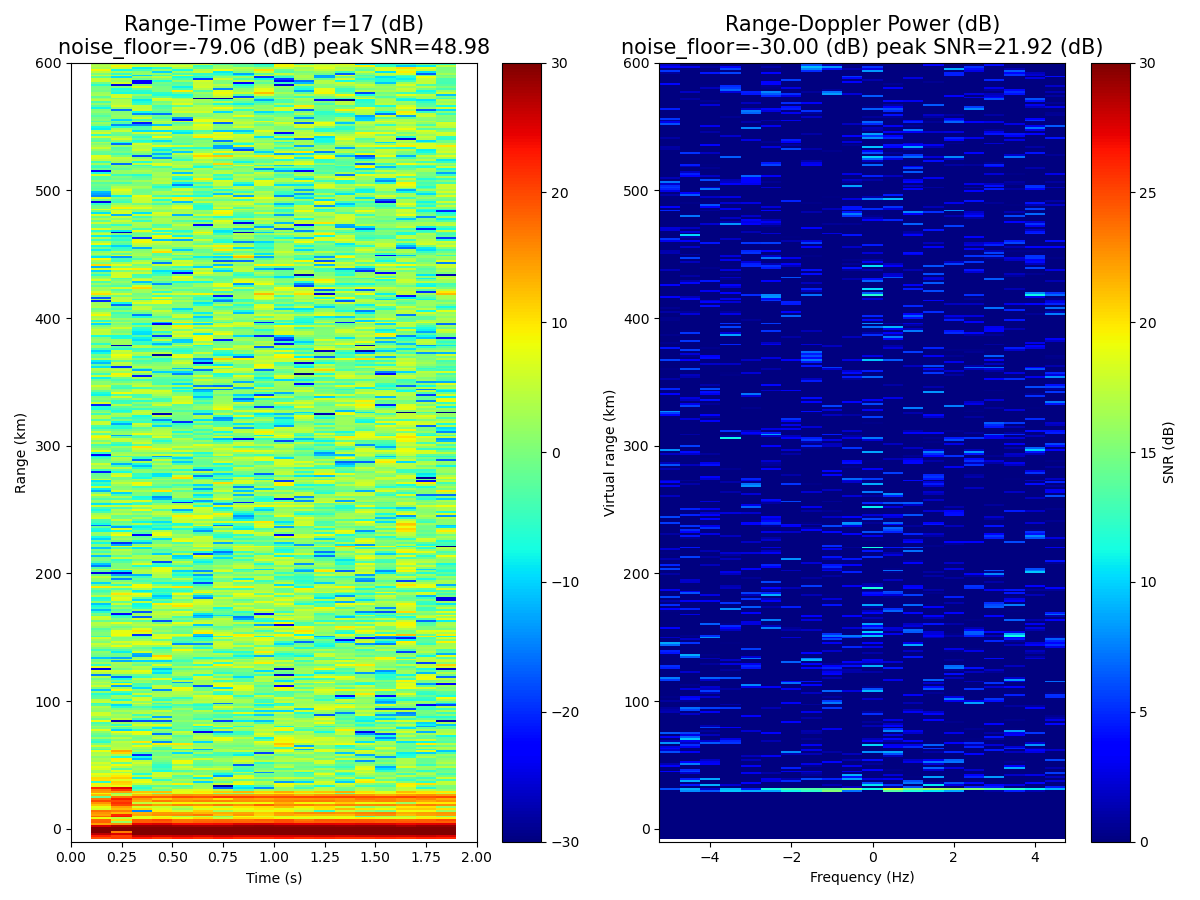 Range-Time Power f=17 (dB)
noise_floor=-79.06 (dB) peak SNR=48.98
600
500
400
300
200
100
0
Range (km)
0.00 0.25 0.50 0.75 1.00 1.25 1.50 1.75 2.00
Time (s)
30
20
10
0
−10
−20
−30
Range-Doppler Power (dB)
noise_floor=-30.00 (dB) peak SNR=21.92 (dB)
600
500
400
300
200
100
0
Virtual range (km)
−4 −2 0 2 4
Frequency (Hz)
30
25
20
15
10
5
0
SNR (dB)